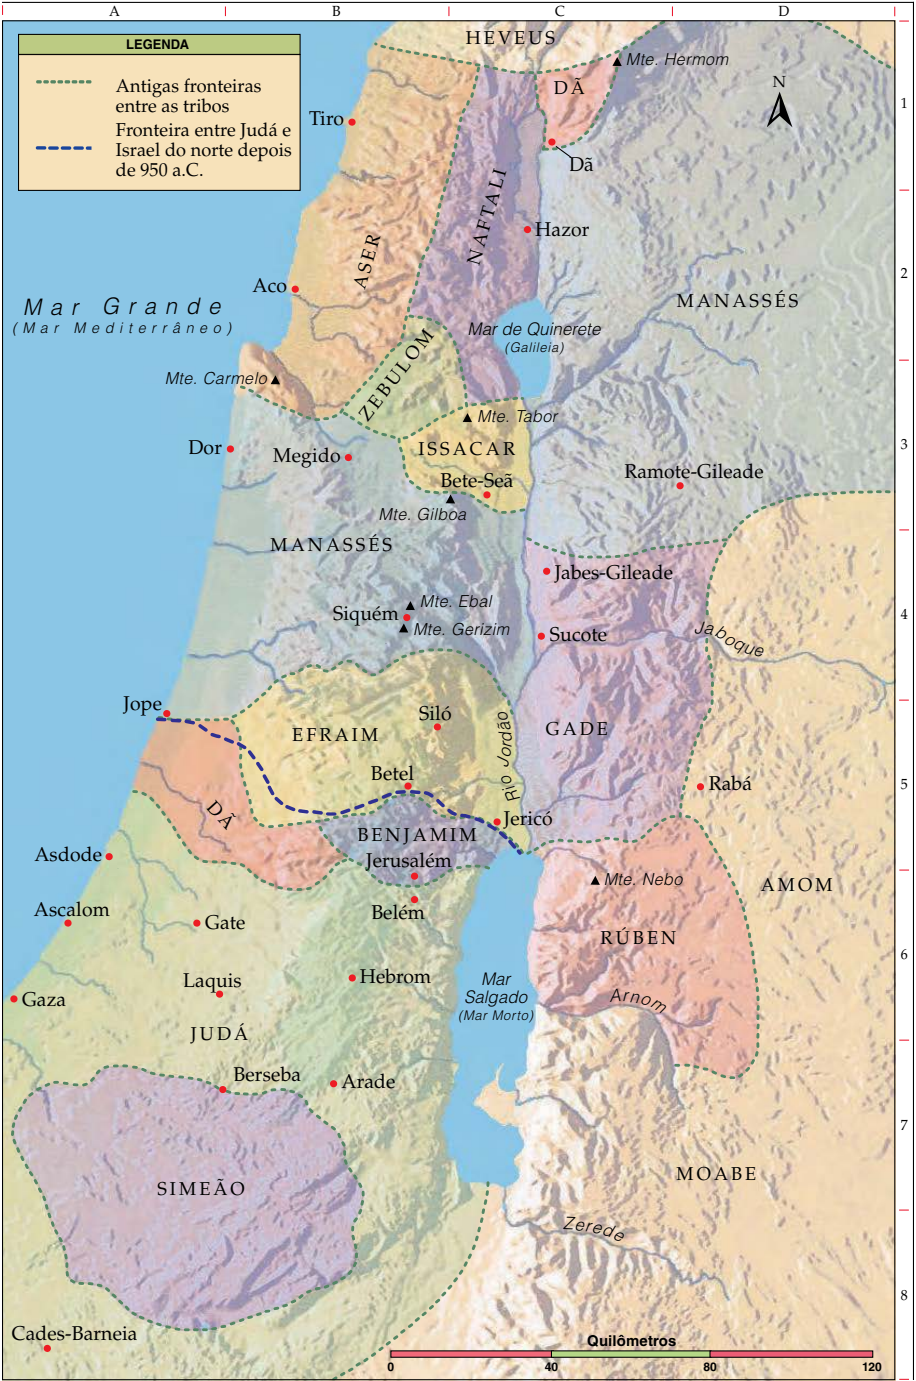 A
B
C
D
LEGENDA
Antigas fronteiras
entre as tribos
Fronteira entre Judá e
Israel do norte depois
de 950 a.C.
HEVEUS
Mte. Hermom
DÃ
N
1
Tiro
Dã
NAFTALI
Hazor
ASER
2
Aco
Mar Grande
(Mar Mediterrâneo)
MANASSÉS
Mar de Quinerete
(Galileia)
ZEBULOM
Mte. Carmelo
Mte. Tabor
3
Dor
Megido
ISSACAR
Bete-Seã
Ramote-Gileade
Mte. Gilboa
MANASSÉS
Jabes-Gileade
Mte. Ebal
Siquém
Mte. Gerizim
4
Sucote
Jaboque
Jope
Siló
EFRAIM
Rio Jordão
GADE
Betel
Rabá
5
DÃ
Jericó
BENJAMIM
Jerusalém
Asdode
Mte. Nebo
AMOM
Ascalom
Gate
Belém
RÚBEN
6
Laquis
Hebrom
Mar
Salgado
(Mar Morto)
Arnom
Gaza
JUDÁ
Berseba
Arade
7
MOABE
SIMEÃO
Zerede
8
Cades-Barneia
Quilômetros
0
40
80
120